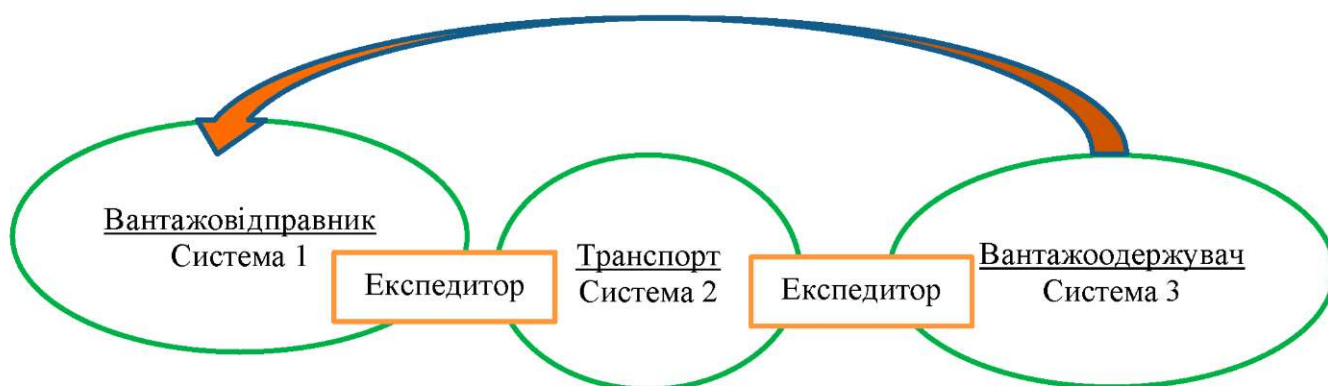 Вантажовідправник
Система 1
Експедитор
Транспорт
Система 2
Експедитор
Вантажоодержувач
Система 3